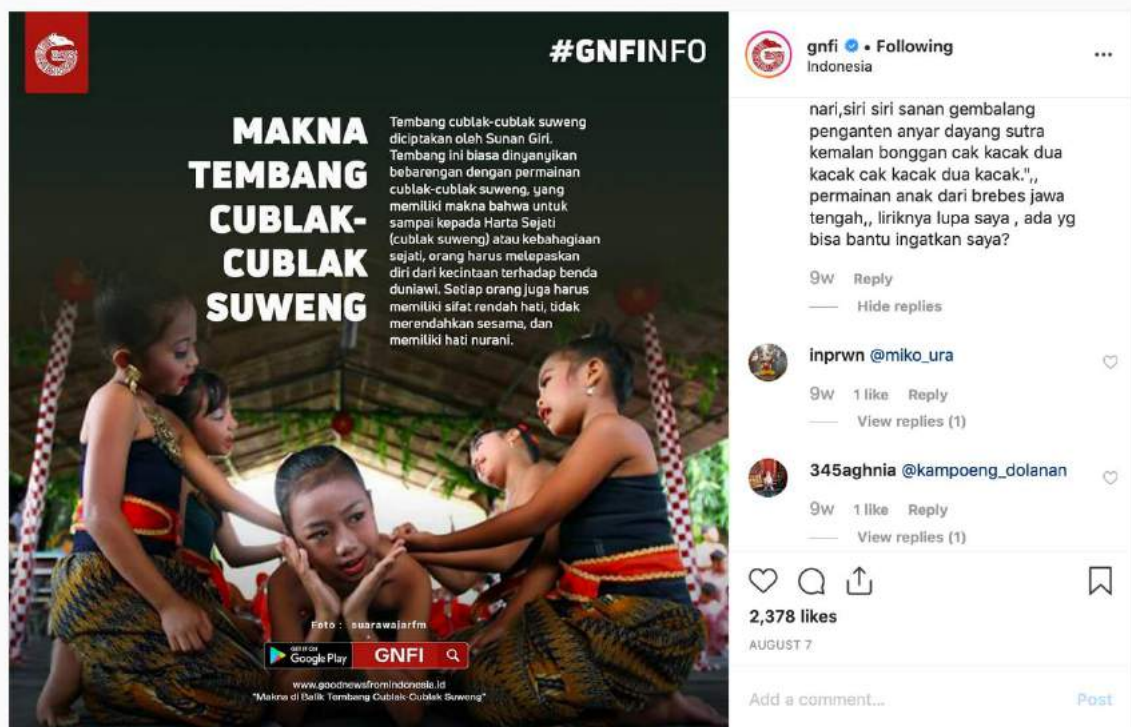 #GNFINFO
MAKNA
TEMBANG
CUBLAK-
CUBLAK
SUWENG
Tembang cublak-cublak suweng
diciptakan oleh Sunan Giri.
Tembang ini biasa dinyanyikan
bebarengan dengan permainan
cublak-cublak suweng, yang
memiliki makna bahwa untuk
sampai kepada Harta Sejati
(cublak suweng) atau kebahagiaan
sejati, orang harus melepaskan
diri dari kecintaan terhadap benda
duniawi. Setiap orang juga harus
memiliki sifat rendah hati, tidak
merendahkan sesama, dan
memiliki hati nurani.
Foto : suarawajarfm
GET IT ON
Google Play
GNFI
www.goodnewsfromindonesia.id
"Makna di Balik Tembang Cublak-Cublak Suweng"
gnfi • Following
Indonesia
nari,siri siri sanan gembalang
penganten anyar dayang sutra
kemalan bonggan cak kacak dua
kacak cak kacak dua kacak.",,
permainan anak dari brebes jawa
tengah,, liriknya lupa saya , ada yg
bisa bantu ingatkan saya?
9w Reply
Hide replies
inprwn @miko_ura
9w 1 like Reply
View replies (1)
345aghnia @kampoeng_dolanan
9w 1 like Reply
View replies (1)
2,378 likes
AUGUST 7
Add a comment... Post